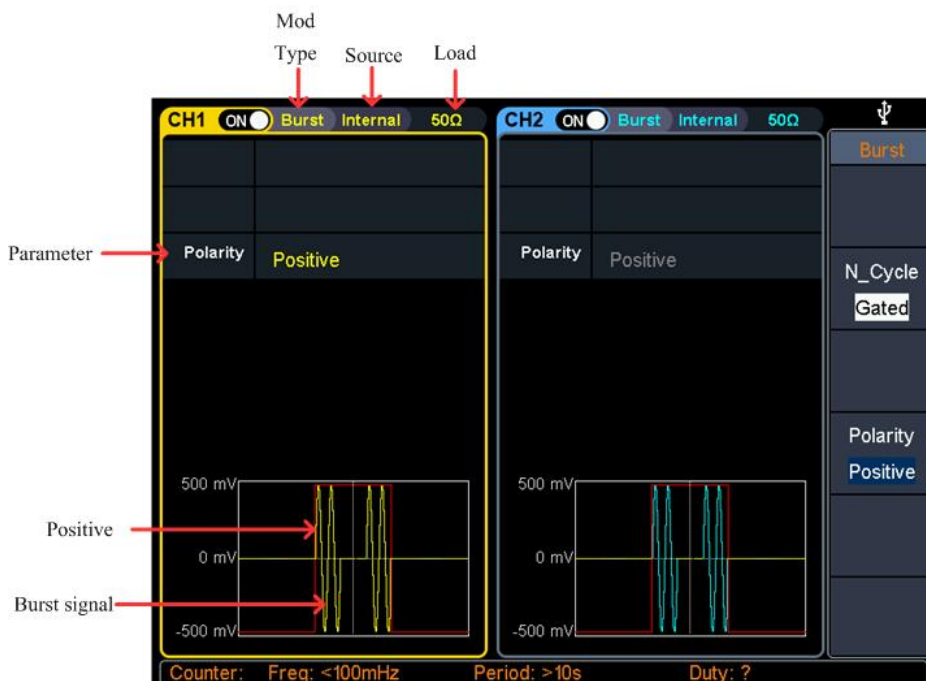 Mod
Type Source Load
CH1 ON Burst Internal 50Ω CH2 ON Burst Internal 50Ω
Burst
Parameter Polarity Positive Polarity Positive
N_Cycle
Gated
Polarity
Positive
500 mV 500 mV
Positive
0 mV 0 mV
Burst signal
-500 mV -500 mV
Counter: Freq: <100mHz Period: >10s Duty: ?